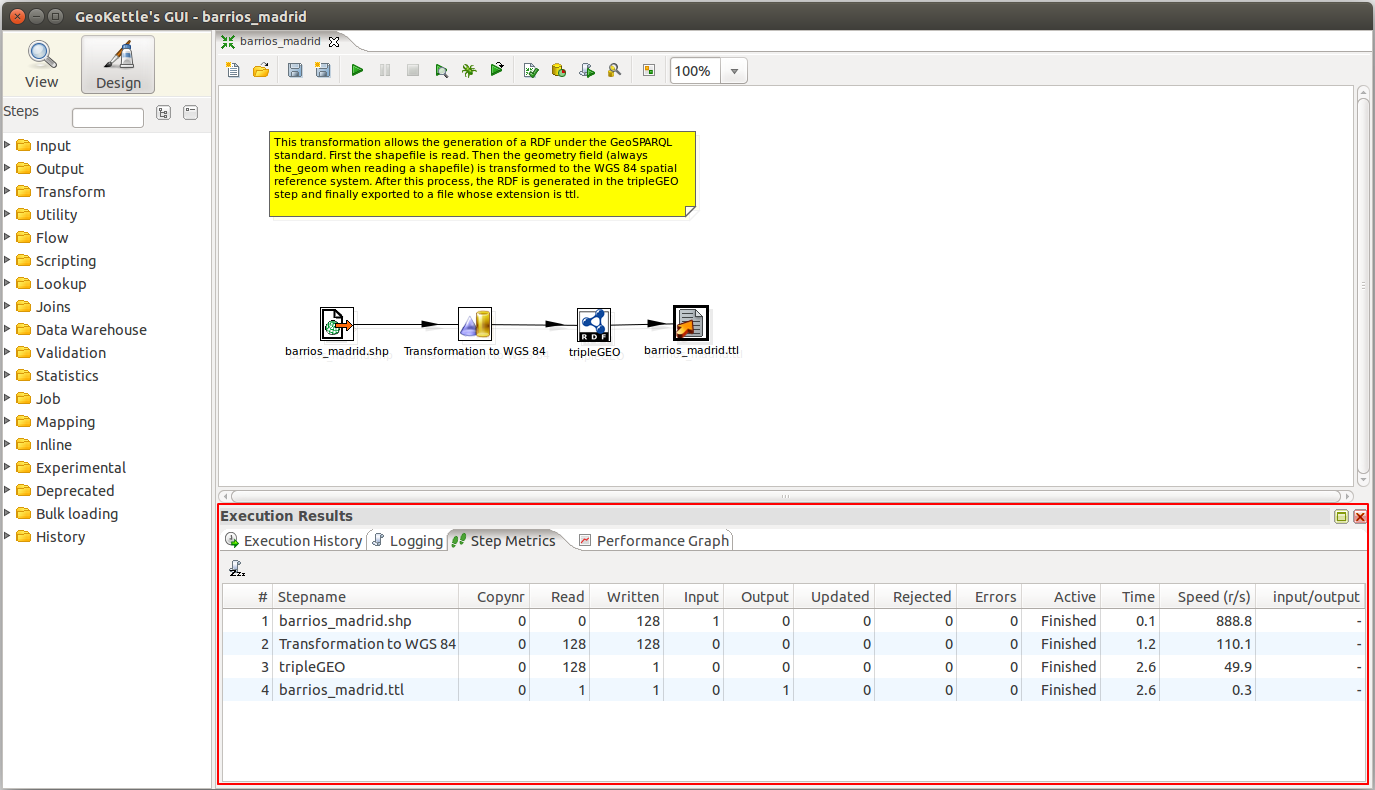 GeoKettle's GUI - barrios_madrid
View
Design
Steps
Input
Output
Transform
Utility
Flow
Scripting
Lookup
Joins
Data Warehouse
Validation
Statistics
Job
Mapping
Inline
Experimental
Deprecated
Bulk loading
History
barrios_madrid
100%
This transformation allows the generation of a RDF under the GeoSPARQL
standard. First the shapefile is read. Then the geometry field (always
the_geom when reading a shapefile) is transformed to the WGS 84 spatial
reference system. After this process, the RDF is generated in the tripleGEO
step and finally exported to a file whose extension is ttl.
RDF
barrios_madrid.shp Transformation to WGS 84 tripleGEO barrios_madrid.ttl
Execution Results
Execution History Logging Step Metrics Performance Graph
# Stepname Copynr Read Written Input Output Updated Rejected Errors Active Time Speed (r/s) input/output
1 barrios_madrid.shp 0 0 128 1 0 0 0 0 Finished 0.1 888.8 -
2 Transformation to WGS 84 0 128 128 0 0 0 0 0 Finished 1.2 110.1 -
3 tripleGEO 0 128 1 0 0 0 0 0 Finished 2.6 49.9 -
4 barrios_madrid.ttl 0 1 1 0 1 0 0 0 Finished 2.6 0.3 -